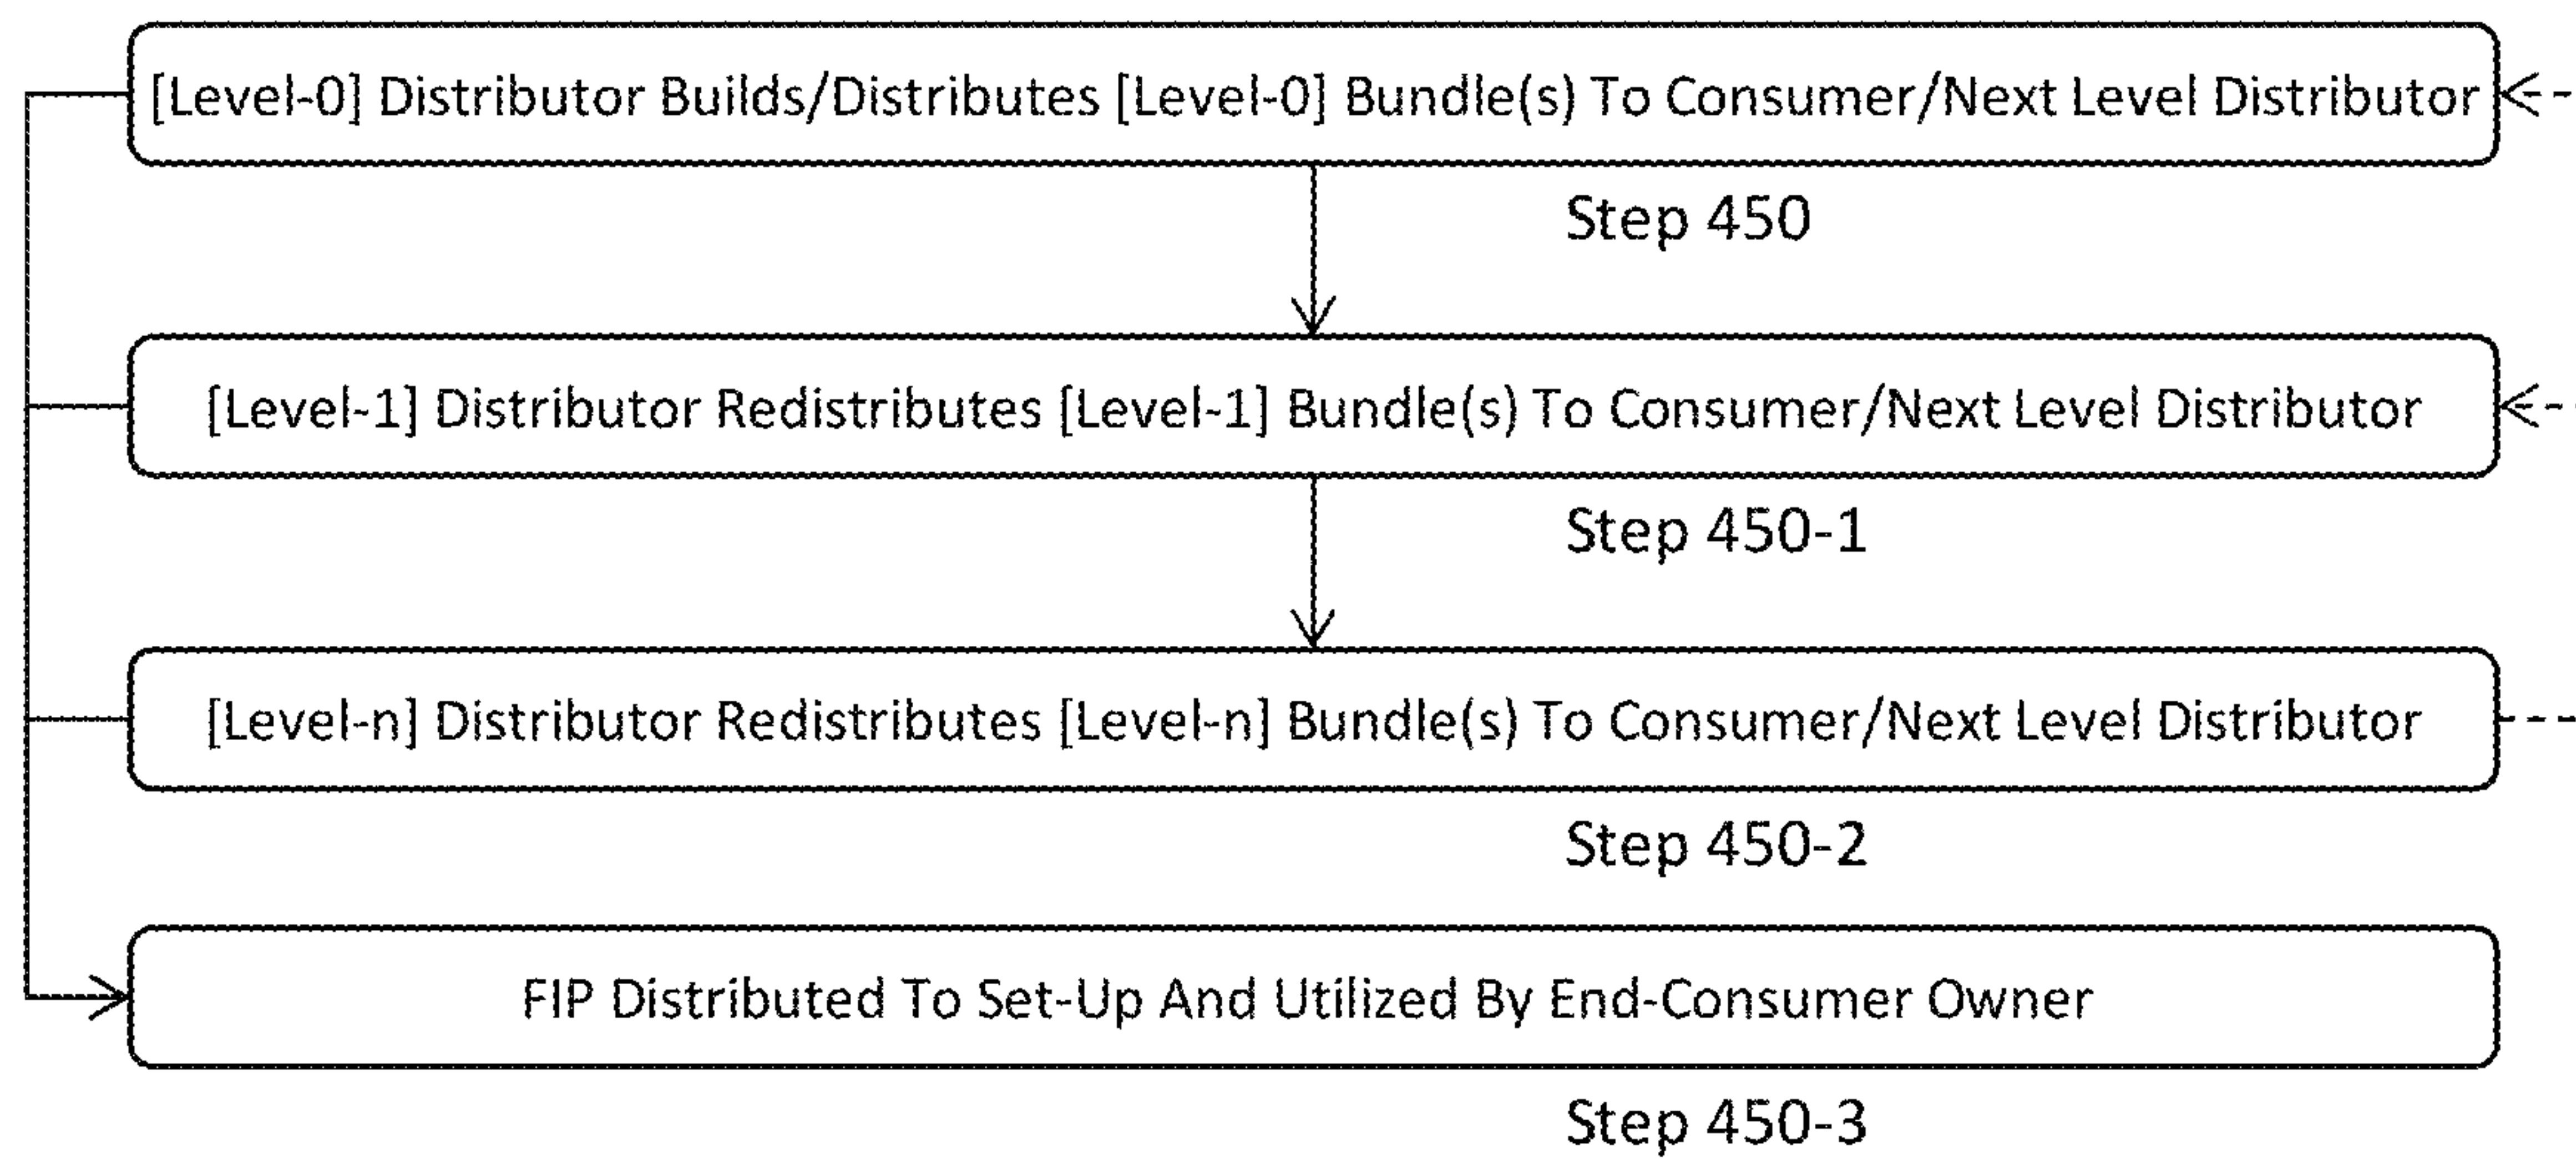 [Level-0] Distributor Builds/Distributes [Level-0] Bundle(s) To Consumer/Next Level Distributor
Step 450
[Level-1] Distributor Redistributes [Level-1] Bundle(s) To Consumer/Next Level Distributor
Step 450-1
[Level-n] Distributor Redistributes [Level-n] Bundle(s) To Consumer/Next Level Distributor
Step 450-2
FIP Distributed To Set-Up And Utilized By End-Consumer Owner
Step 450-3